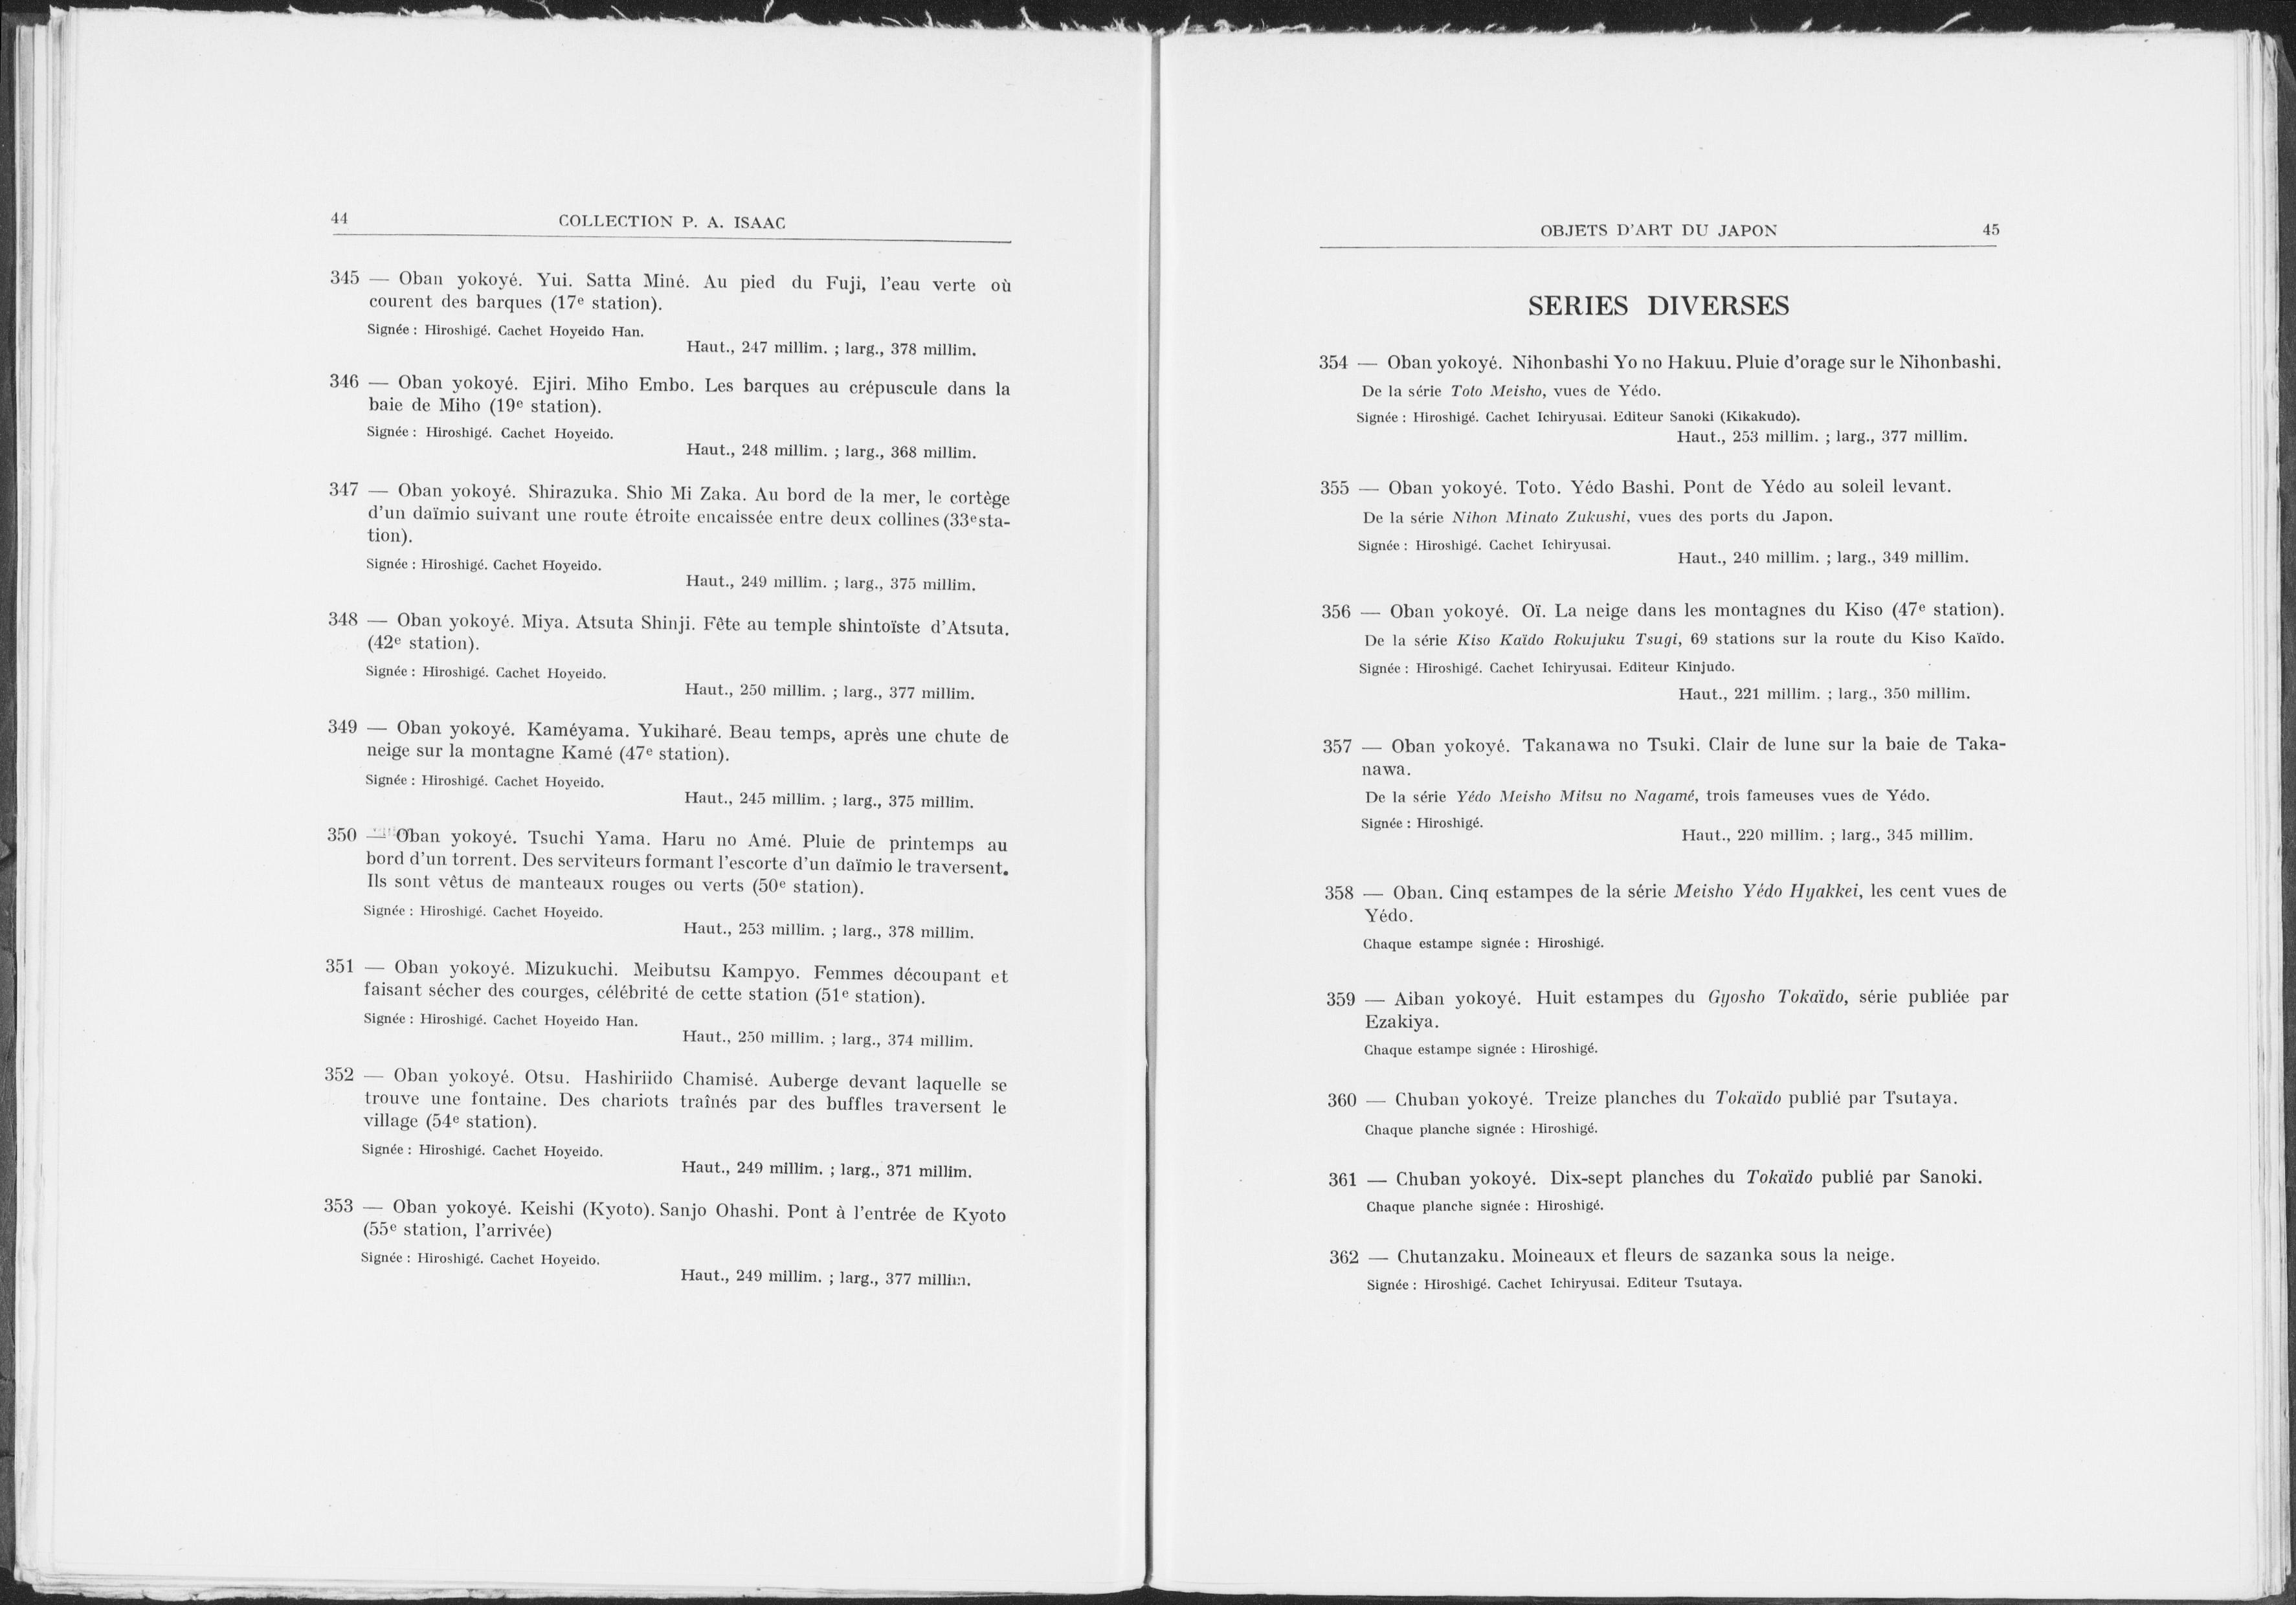 44
COLLECTION P. A. ISAAC
345 — Oban yokoyé. Yui. Satta Miné. Au pied du Fuji, l'eau verte où
courent des barques (17e station).
Signée : Hiroshigé. Cachet Hoyeido Han.
Haut., 247 millim. ; larg., 378 millim.
346 — Oban yokoyé. Ejiri. Miho Embo. Les barques au crépuscule dans la
baie de Miho (19e station).
Signée : Hiroshigé. Cachet Hoyeido.
Haut., 248 millim. ; larg., 368 millim.
347 — Oban yokoyé. Shirazuka. Shio Mi Zaka. Au bord de la mer, le cortège
d'un daïmio suivant une route étroite encaissée entre deux collines (33e sta-
tion).
Signée : Hiroshigé. Cachet Hoyeido.
Haut., 249 millim. ; larg., 375 millim.
348 — Oban yokoyé. Miya. Atsuta Shinji. Fête au temple shintoïste d'Atsuta.
(42e station).
Signée : Hiroshigé. Cachet Hoyeido.
Haut., 250 millim. ; larg., 377 millim.
349 — Oban yokoyé. Kaméyama. Yukiharé. Beau temps, après une chute de
neige sur la montagne Kamé (47e station).
Signée : Hiroshigé. Cachet Hoyeido.
Haut., 245 millim. ; larg., 375 millim.
350 — Oban yokoyé. Tsuchi Yama. Haru no Amé. Pluie de printemps au
bord d'un torrent. Des serviteurs formant l'escorte d'un daïmio le traversent.
Ils sont vêtus de manteaux rouges ou verts (50e station).
Signée : Hiroshigé. Cachet Hoyeido.
Haut., 253 millim. ; larg., 378 millim.
351 — Oban yokoyé. Mizukuchi. Meibutsu Kampyo. Femmes découpant et
faisant sécher des courges, célébrité de cette station (51e station).
Signée : Hiroshigé. Cachet Hoyeido Han.
Haut., 250 millim. ; larg., 374 millim.
352 — Oban yokoyé. Otsu. Hashiriido Chamisé. Auberge devant laquelle se
trouve une fontaine. Des chariots traînés par des buffles traversent le
village (54e station).
Signée : Hiroshigé. Cachet Hoyeido.
Haut., 249 millim. ; larg., 371 millim.
353 — Oban yokoyé. Keishi (Kyoto). Sanjo Ohashi. Pont à l'entrée de Kyoto
(55e station, l'arrivée)
Signée : Hiroshigé. Cachet Hoyeido.
Haut., 249 millim. ; larg., 377 millim.
OBJETS D'ART DU JAPON
45
SERIES DIVERSES
354 — Oban yokoyé. Nihonbashi Yo no Hakuu. Pluie d'orage sur le Nihonbashi.
De la série Toto Meisho, vues de Yédo.
Signée : Hiroshigé. Cachet Ichiryusai. Editeur Sanoki (Kikakudo).
Haut., 253 millim. ; larg., 377 millim.
355 — Oban yokoyé. Toto. Yédo Bashi. Pont de Yédo au soleil levant.
De la série Nihon Minato Zukushi, vues des ports du Japon.
Signée : Hiroshigé. Cachet Ichiryusai.
Haut., 240 millim. ; larg., 349 millim.
356 — Oban yokoyé. Oï. La neige dans les montagnes du Kiso (47e station).
De la série Kiso Kaïdo Rokujuku Tsugi, 69 stations sur la route du Kiso Kaïdo.
Signée : Hiroshigé. Cachet Ichiryusai. Editeur Kinjudo.
Haut., 221 millim. ; larg., 350 millim.
357 — Oban yokoyé. Takanawa no Tsuki. Clair de lune sur la baie de Taka-
nawa.
De la série Yédo Meisho Mitsu no Nagamé, trois fameuses vues de Yédo.
Signée : Hiroshigé.
Haut., 220 millim. ; larg., 345 millim.
358 — Oban. Cinq estampes de la série Meisho Yédo Hyakkei, les cent vues de
Yédo.
Chaque estampe signée : Hiroshigé.
359 — Aiban yokoyé. Huit estampes du Gyosho Tokaïdo, série publiée par
Ezakiya.
Chaque estampe signée : Hiroshigé.
360 — Chuban yokoyé. Treize planches du Tokaïdo publié par Tsutaya.
Chaque planche signée : Hiroshigé.
361 — Chuban yokoyé. Dix-sept planches du Tokaïdo publié par Sanoki.
Chaque planche signée : Hiroshigé.
362 — Chutanzaku. Moineaux et fleurs de sazanka sous la neige.
Signée : Hiroshigé. Cachet Ichiryusai. Editeur Tsutaya.